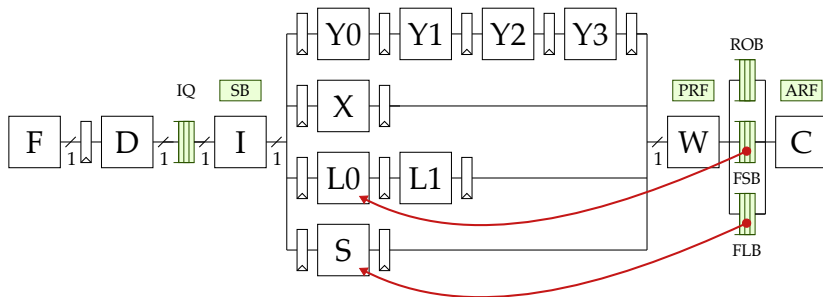 Y0 Y1 Y2 Y3
ROB
IQ SB PRF ARF
X
F D I W C
1 1 1 1 1
L0 L1
FSB
S
FLB